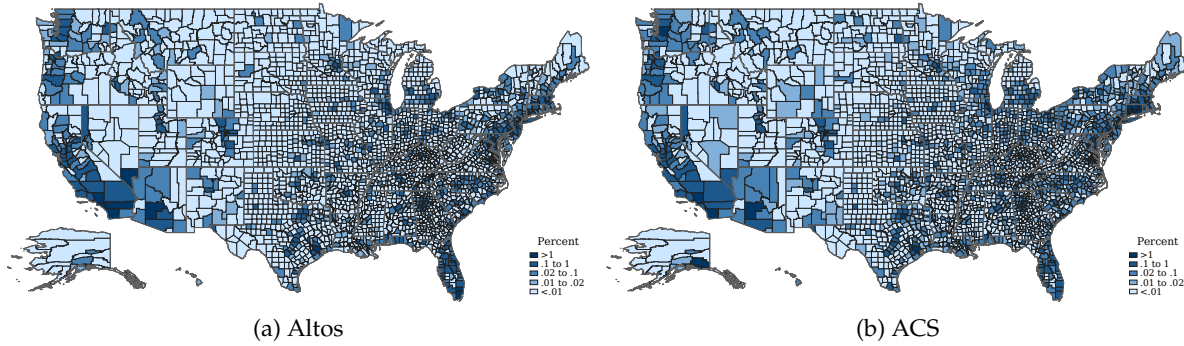 Percent
>1
.1 to 1
.02 to .1
.01 to .02
<.01
Percent
>1
.1 to 1
.02 to .1
.01 to .02
<.01
(a) Altos
(b) ACS